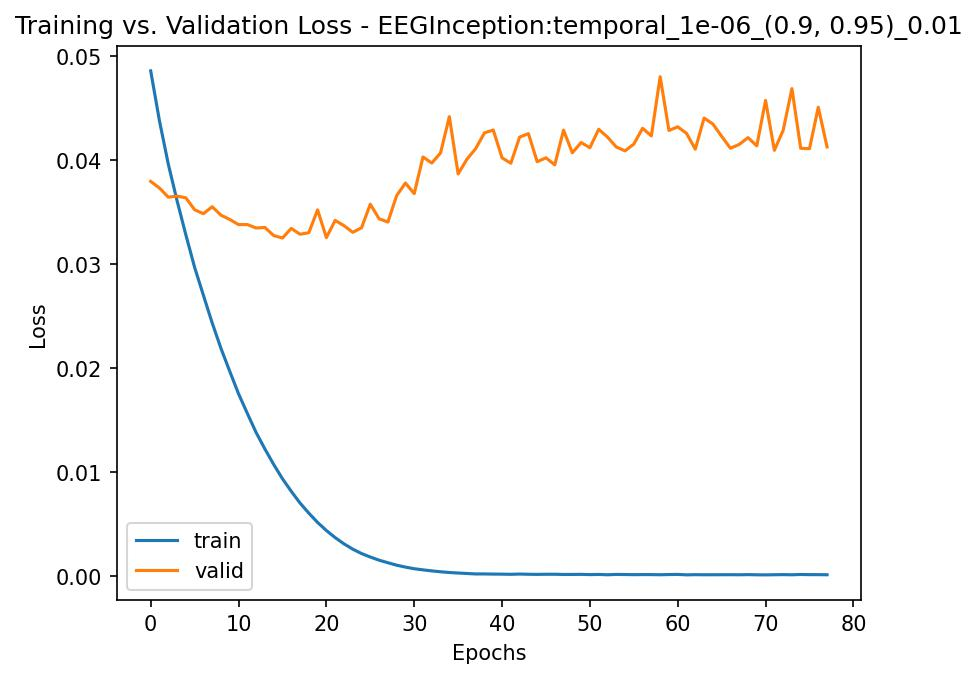 Training vs. Validation Loss - EEGInception:temporal_1e-06_(0.9, 0.95)_0.01
0.05
0.04
0.03
0.02
0.01
0.00
Loss
train
valid
0 10 20 30 40 50 60 70 80
Epochs